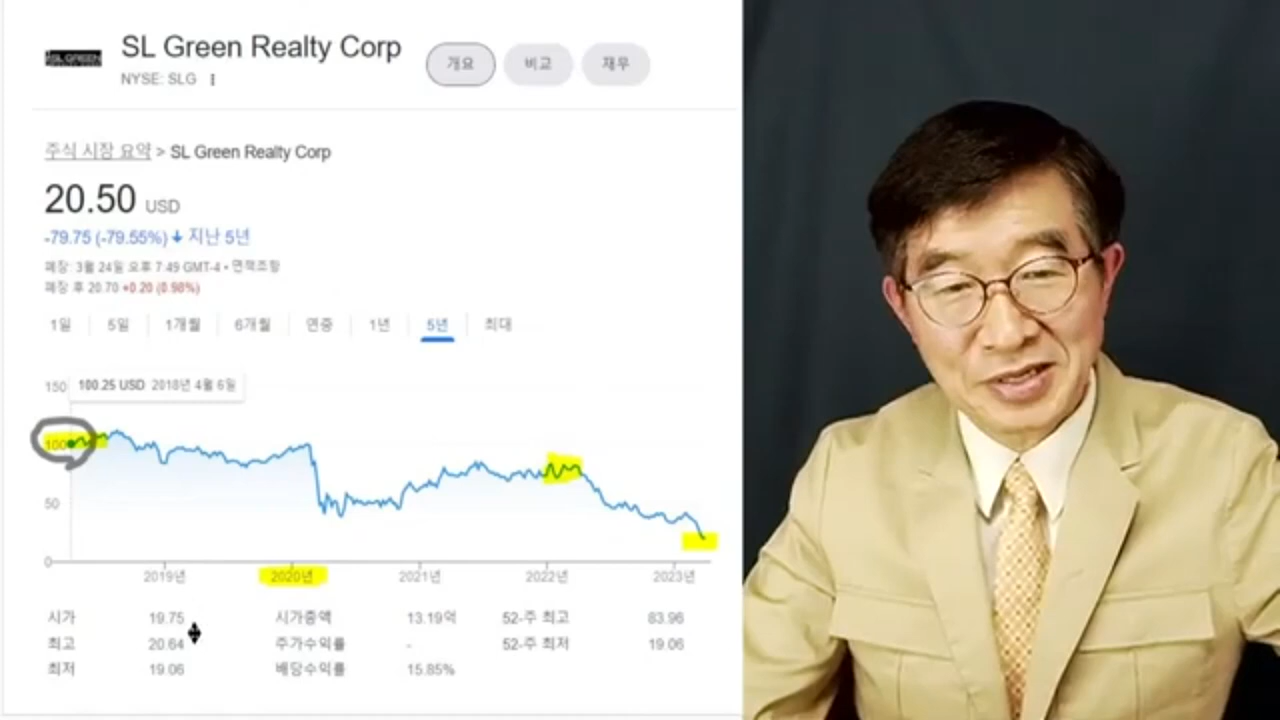 SL GREEN
SL Green Realty Corp
NYSE: SLG
개요 비교 재무
주식 시장 요약 > SL Green Realty Corp
20.50 USD
-79.75 (-79.55%) 지난 5년
폐장: 3월 24일 오후 7:49 GMT-4 • 면책조항
폐장 후 20.70 +0.20 (0.98%)
1일 5일 1개월 6개월 연중 1년 5년 최대
150 100.25 USD 2018년 4월 6일
100
50
0
2019년 2020년 2021년 2022년 2023년
시가 19.75 시가총액 13.19억 52-주 최고 83.96
최고 20.64 주가수익률 - 52-주 최저 19.06
최저 19.06 배당수익률 15.85%